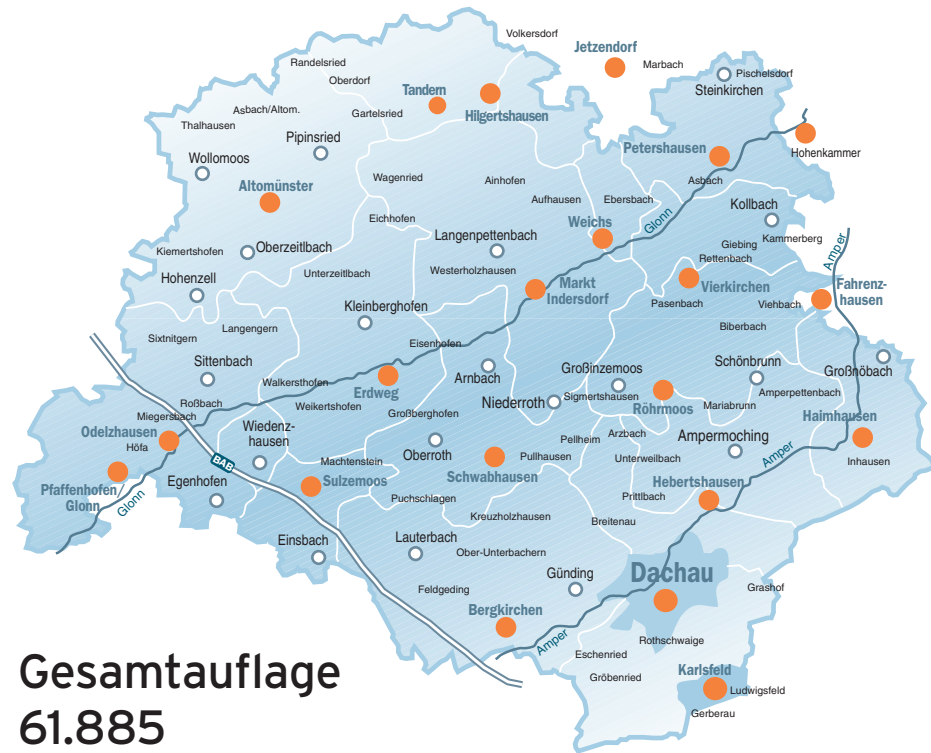 Volkersdorf
Jetzendorf
Marbach
Randelsried
Pischelsdorf
Oberdorf
Steinkirchen
Tandern
Hilgertshausen
Asbach/Altom.
Gartelsried
Thalhausen
Pipinsried
Petershausen
Hohenkammer
Wollomoos
Wagenried
Ainhofen
Asbach
Altomünster
Aufhausen
Ebersbach
Eichhofen
Weichs
Glonn
Kollbach
Kammerberg
Langenpettenbach
Giebing
Kiemertshofen
Oberzeitlbach
Rettenbach
Amper
Hohenzell
Unterzeitlbach
Westerholzhausen
Markt
Indersdorf
Vierkirchen
Fahrenz-
hausen
Kleinberghofen
Pasenbach
Viehbach
Langengern
Biberbach
Sixtnitgern
Eisenhofen
Sittenbach
Arnbach
Großinzemoos
Schönbrunn
Großnöbach
Walkersthofen
Erdweg
Sigmertshausen
Röhrmoos
Amperpettenbach
Roßbach
Weikertshofen
Niederroth
Mariabrunn
Miegersbach
Großberghofen
Haimhausen
Odelzhausen
Wiedenz-
hausen
Arzbach
Ampermoching
Höfa
Oberroth
Pellheim
Amper
BAB
Machtenstein
Schwabhausen
Pullhausen
Unterweilbach
Inhausen
Pfaffenhofen/
Glonn
Glonn
Egenhofen
Sulzemoos
Hebertshausen
Puchschlagen
Prittlbach
Kreuzholzhausen
Breitenau
Einsbach
Lauterbach
Ober-Unterbachern
Günding
Dachau
Feldgeding
Grashof
Bergkirchen
Amper
Rothschwaige
Eschenried
Gröbenried
Karlsfeld
Ludwigsfeld
Gerberau
Gesamtauflage
61.885